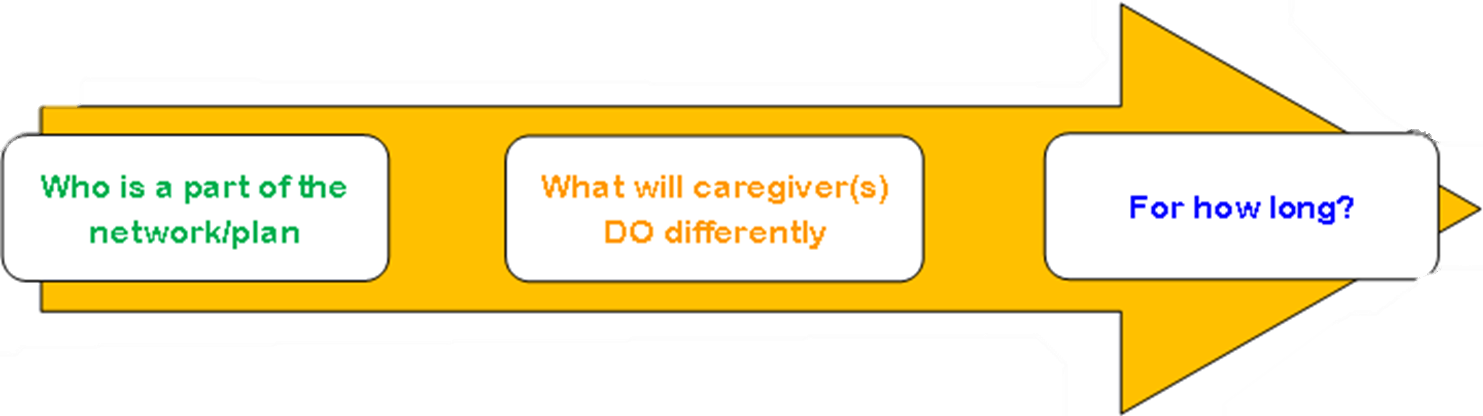 Who is a part of the
network/plan
What will caregiver(s)
DO differently
For how long?